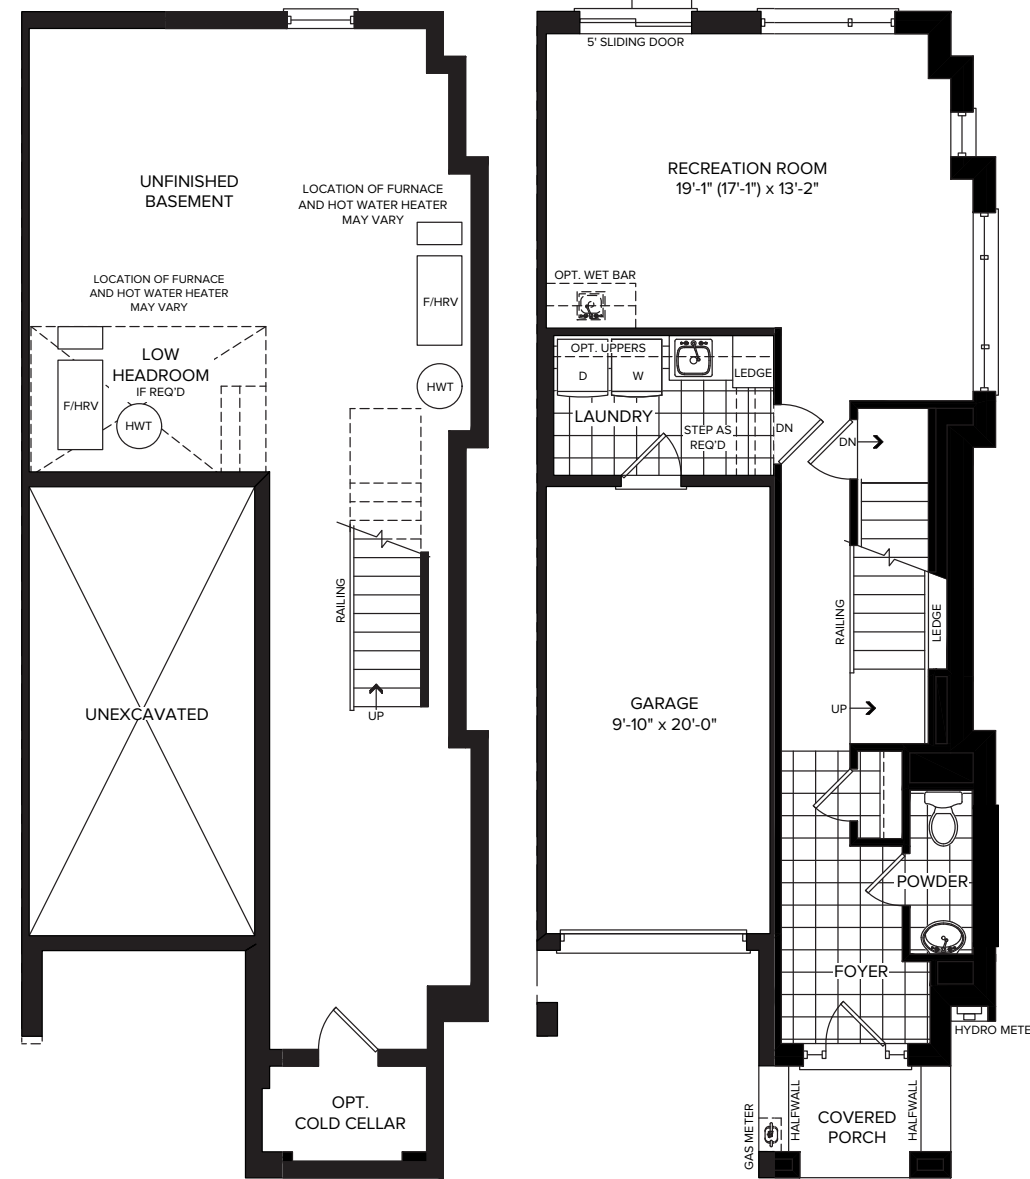 UNFINISHED
BASEMENT
LOCATION OF FURNACE
AND HOT WATER HEATER
MAY VARY
LOCATION OF FURNACE
AND HOT WATER HEATER
MAY VARY
F/HRV
HWT
LOW
HEADROOM
IF REQ'D
F/HRV
HWT
RAILING
UP
UNEXCAVATED
OPT.
COLD CELLAR
5' SLIDING DOOR
RECREATION ROOM
19'-1" (17'-1") x 13'-2"
OPT. WET BAR
OPT. UPPERS
D
W
LEDGE
LAUNDRY
STEP AS
REQ'D
DN
DN
RAILING
LEDGE
UP
GARAGE
9'-10" x 20'-0"
POWDER
FOYER
HYDRO METE
GAS METER
HALFWALL
COVERED
PORCH
HALFWALL